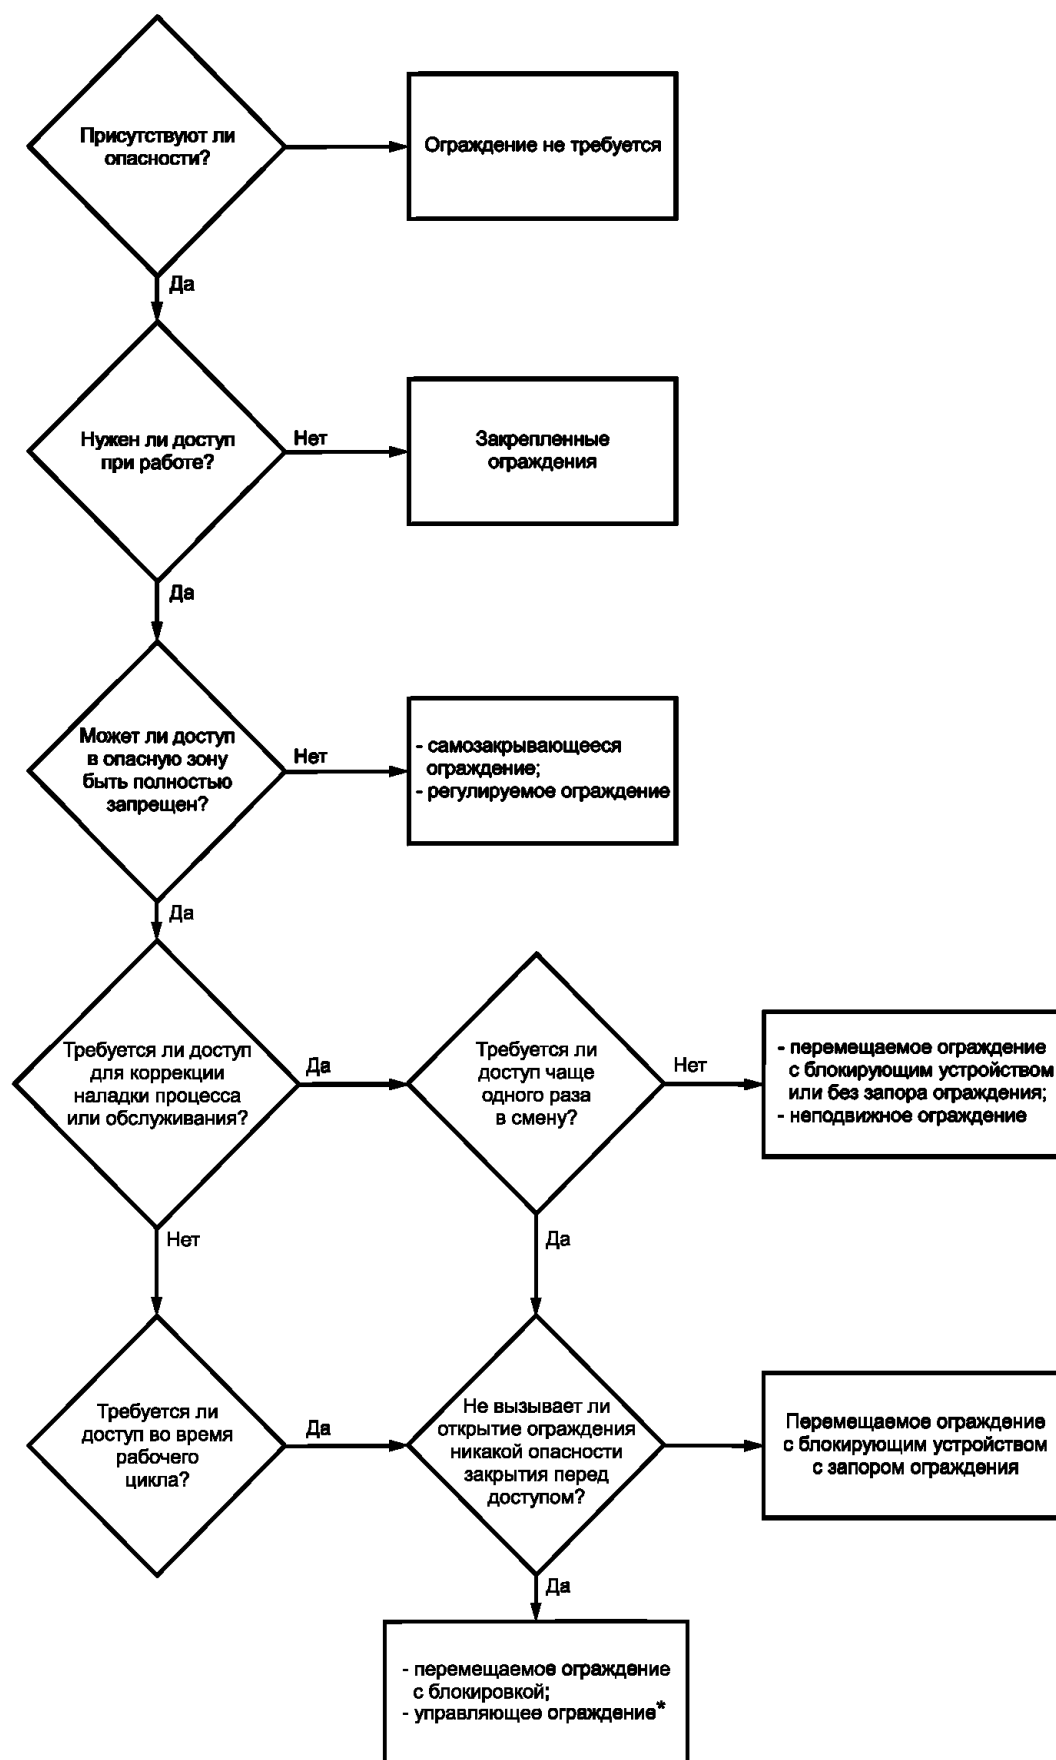 Присутствуют ли
опасности?
Ограждение не требуется
Да
Нужен ли доступ
при работе?
Нет
Закрепленные
ограждения
Да
Может ли доступ
в опасную зону
быть полностью
запрещен?
Нет
- самозакрывающееся
ограждение;
- регулируемое ограждение
Да
Требуется ли доступ
для коррекции
наладки процесса
или обслуживания?
Да
Требуется ли
доступ чаще
одного раза
в смену?
Нет
- перемещаемое ограждение
с блокирующим устройством
или без запора ограждения;
- неподвижное ограждение
Нет
Да
Требуется ли
доступ во время
рабочего
цикла?
Да
Не вызывает ли
открытие ограждения
никакой опасности
закрытия перед
доступом?
Перемещаемое ограждение
с блокирующим устройством
с запором ограждения
Да
- перемещаемое ограждение
с блокировкой;
- управляющее ограждение*